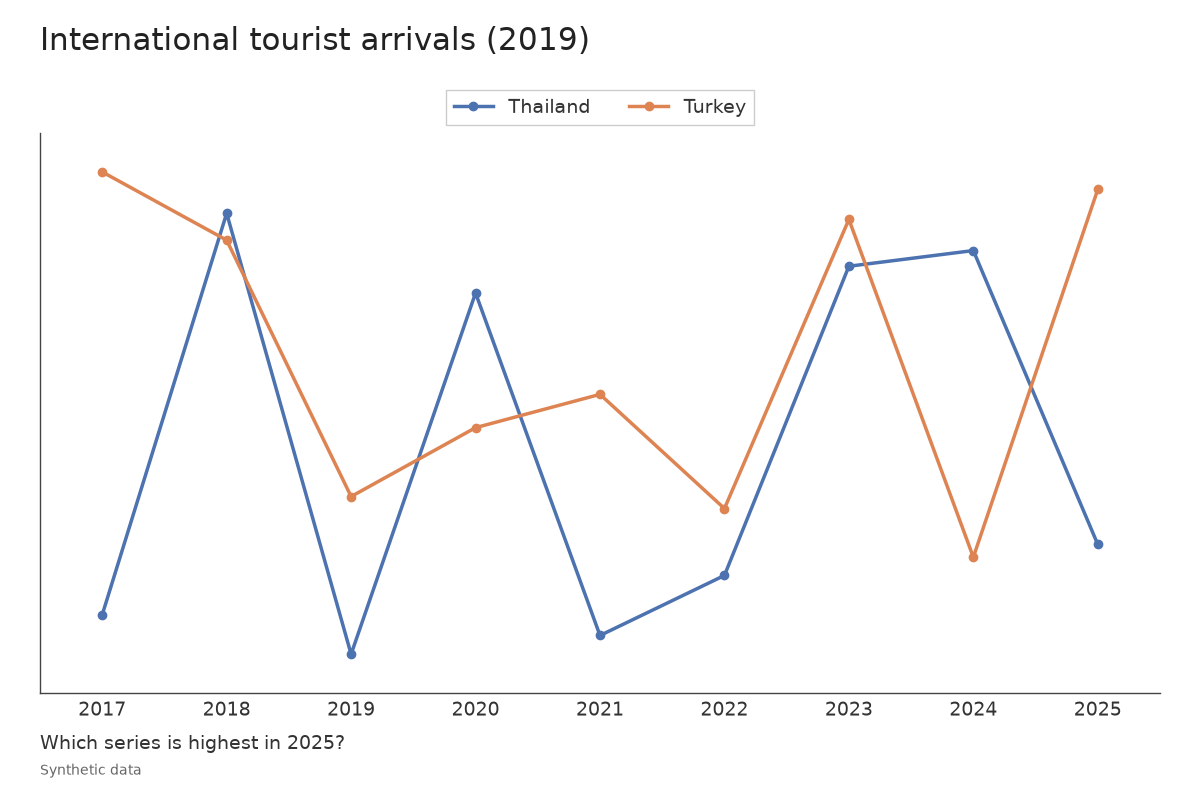 International tourist arrivals (2019)
Thailand Turkey
2017 2018 2019 2020 2021 2022 2023 2024 2025
Which series is highest in 2025?
Synthetic data